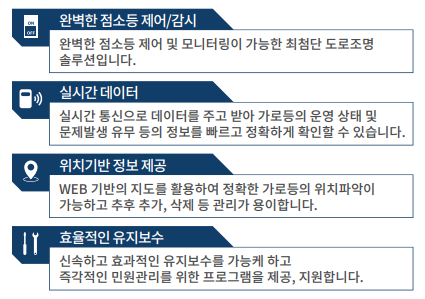 ON
OFF
완벽한 점소등 제어/감시
완벽한 점소등 제어 및 모니터링이 가능한 최첨단 도로조명
솔루션입니다.
실시간 데이터
실시간 통신으로 데이터를 주고 받아 가로등의 운영 상태 및
문제발생 유무 등의 정보를 빠르고 정확하게 확인할 수 있습니다.
위치기반 정보 제공
WEB 기반의 지도를 활용하여 정확한 가로등의 위치파악이
가능하고 추후 추가, 삭제 등 관리가 용이합니다.
효율적인 유지보수
신속하고 효과적인 유지보수를 가능케 하고
즉각적인 민원관리를 위한 프로그램을 제공, 지원합니다.